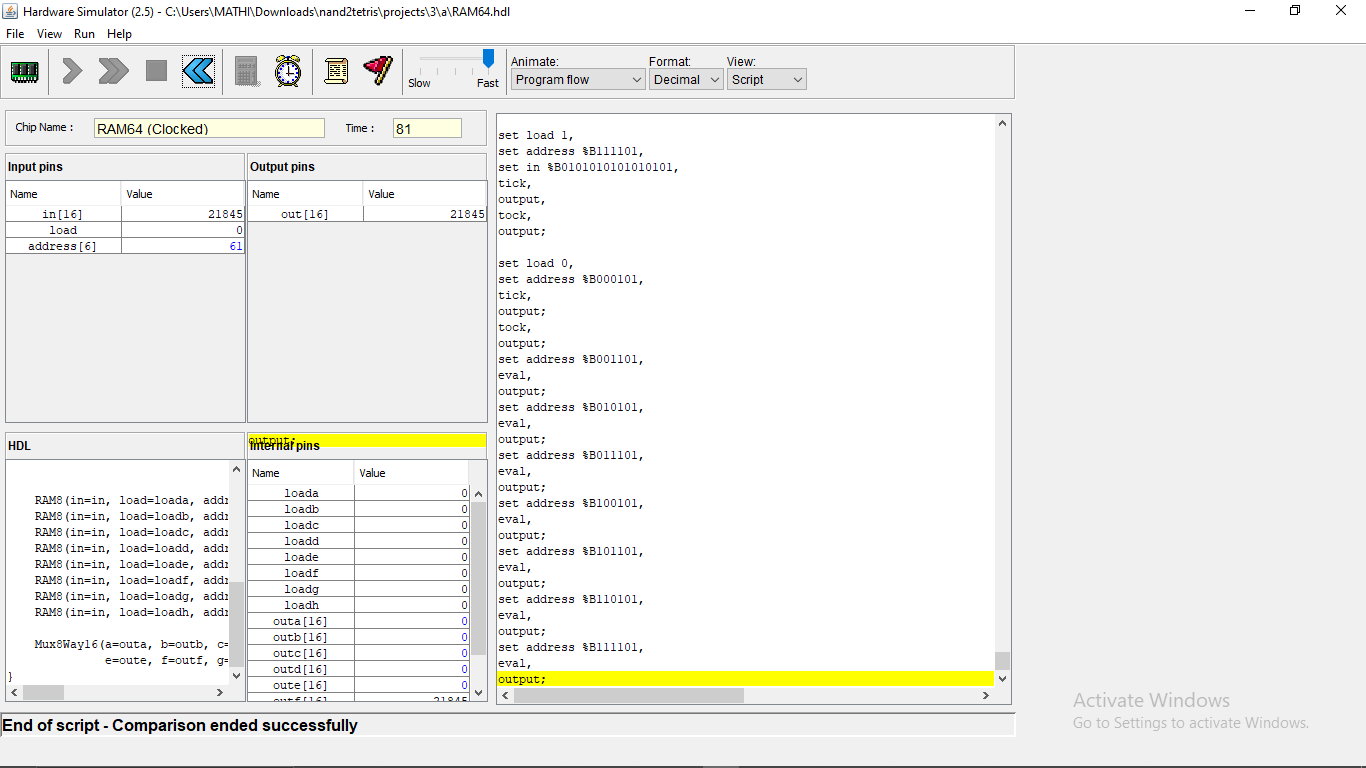 Hardware Simulator (2.5) - C:\Users\MATHI\Downloads\nand2tetris\projects\3\a\RAM64.hdl
File View Run Help
Slow Fast
Animate: Format: View:
Program flow Decimal Script
Chip Name : RAM64 (Clocked) Time : 81
Input pins
Name Value
in[16] 21845
load 0
address[6] 61
Output pins
Name Value
out[16] 21845
HDL
RAM8(in=in, load=loada, addr
RAM8(in=in, load=loadb, addr
RAM8(in=in, load=loadc, addr
RAM8(in=in, load=loadd, addr
RAM8(in=in, load=loade, addr
RAM8(in=in, load=loadf, addr
RAM8(in=in, load=loadg, addr
RAM8(in=in, load=loadh, addr
Mux8Way16(a=outa, b=outb, c=
e=oute, f=outf, g=
}
output;
Internal pins
Name Value
loada 0
loadb 0
loadc 0
loadd 0
loade 0
loadf 0
loadg 0
loadh 0
outa[16] 0
outb[16] 0
outc[16] 0
outd[16] 0
oute[16] 0
outf[16] 21845
set load 1,
set address %B111101,
set in %B0101010101010101,
tick,
output,
tock,
output;
set load 0,
set address %B000101,
tick,
output;
tock,
output;
set address %B001101,
eval,
output;
set address %B010101,
eval,
output;
set address %B011101,
eval,
output;
set address %B100101,
eval,
output;
set address %B101101,
eval,
output;
set address %B110101,
eval,
output;
set address %B111101,
eval,
output;
End of script - Comparison ended successfully
Activate Windows
Go to Settings to activate Windows.